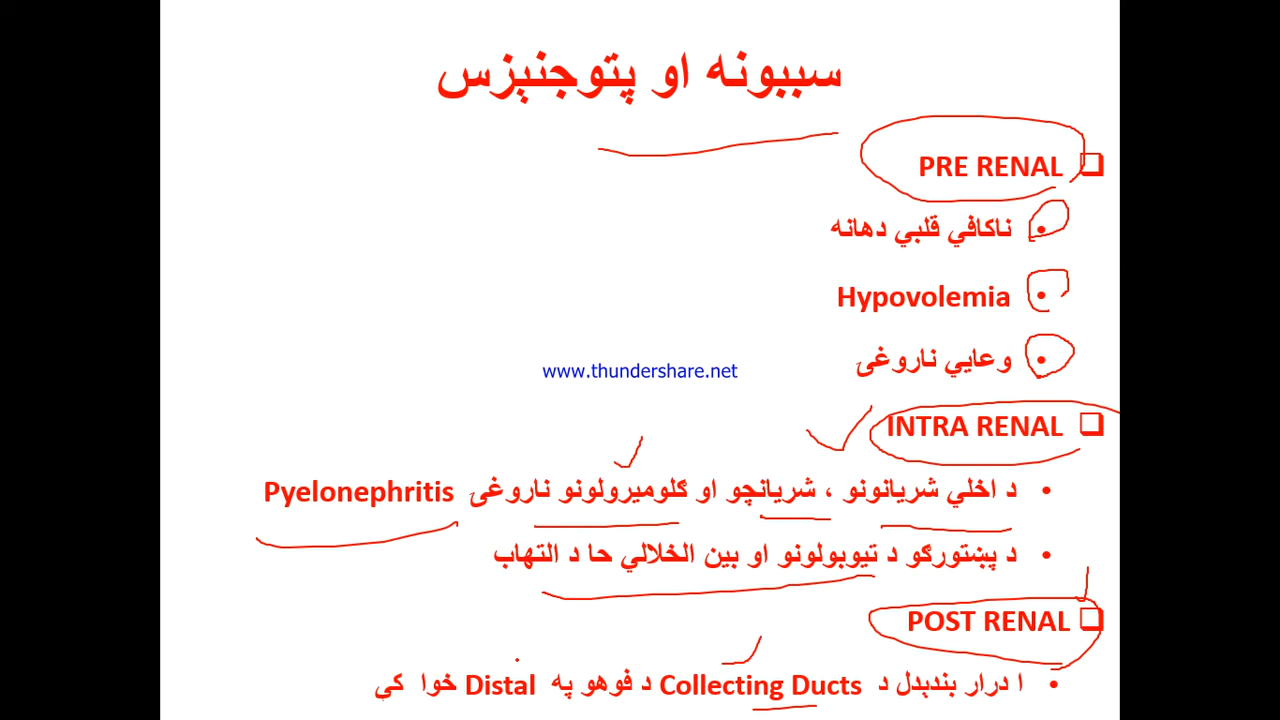 سببونه او پتوجنېزس
❑ PRE RENAL
• ناکافي قلبي دهانه
• Hypovolemia
• وعايي ناروغۍ
www.thundershare.net
❑ INTRA RENAL
• د اخلي شريانونو ، شريانچو او ګلوميرولونو ناروغۍ Pyelonephritis
• د پښتورګو د تيوبولونو او بين الخلالي حا د التهاب
❑ POST RENAL
• ا درار بندېدل د Collecting Ducts د فوهو په Distal خوا کې